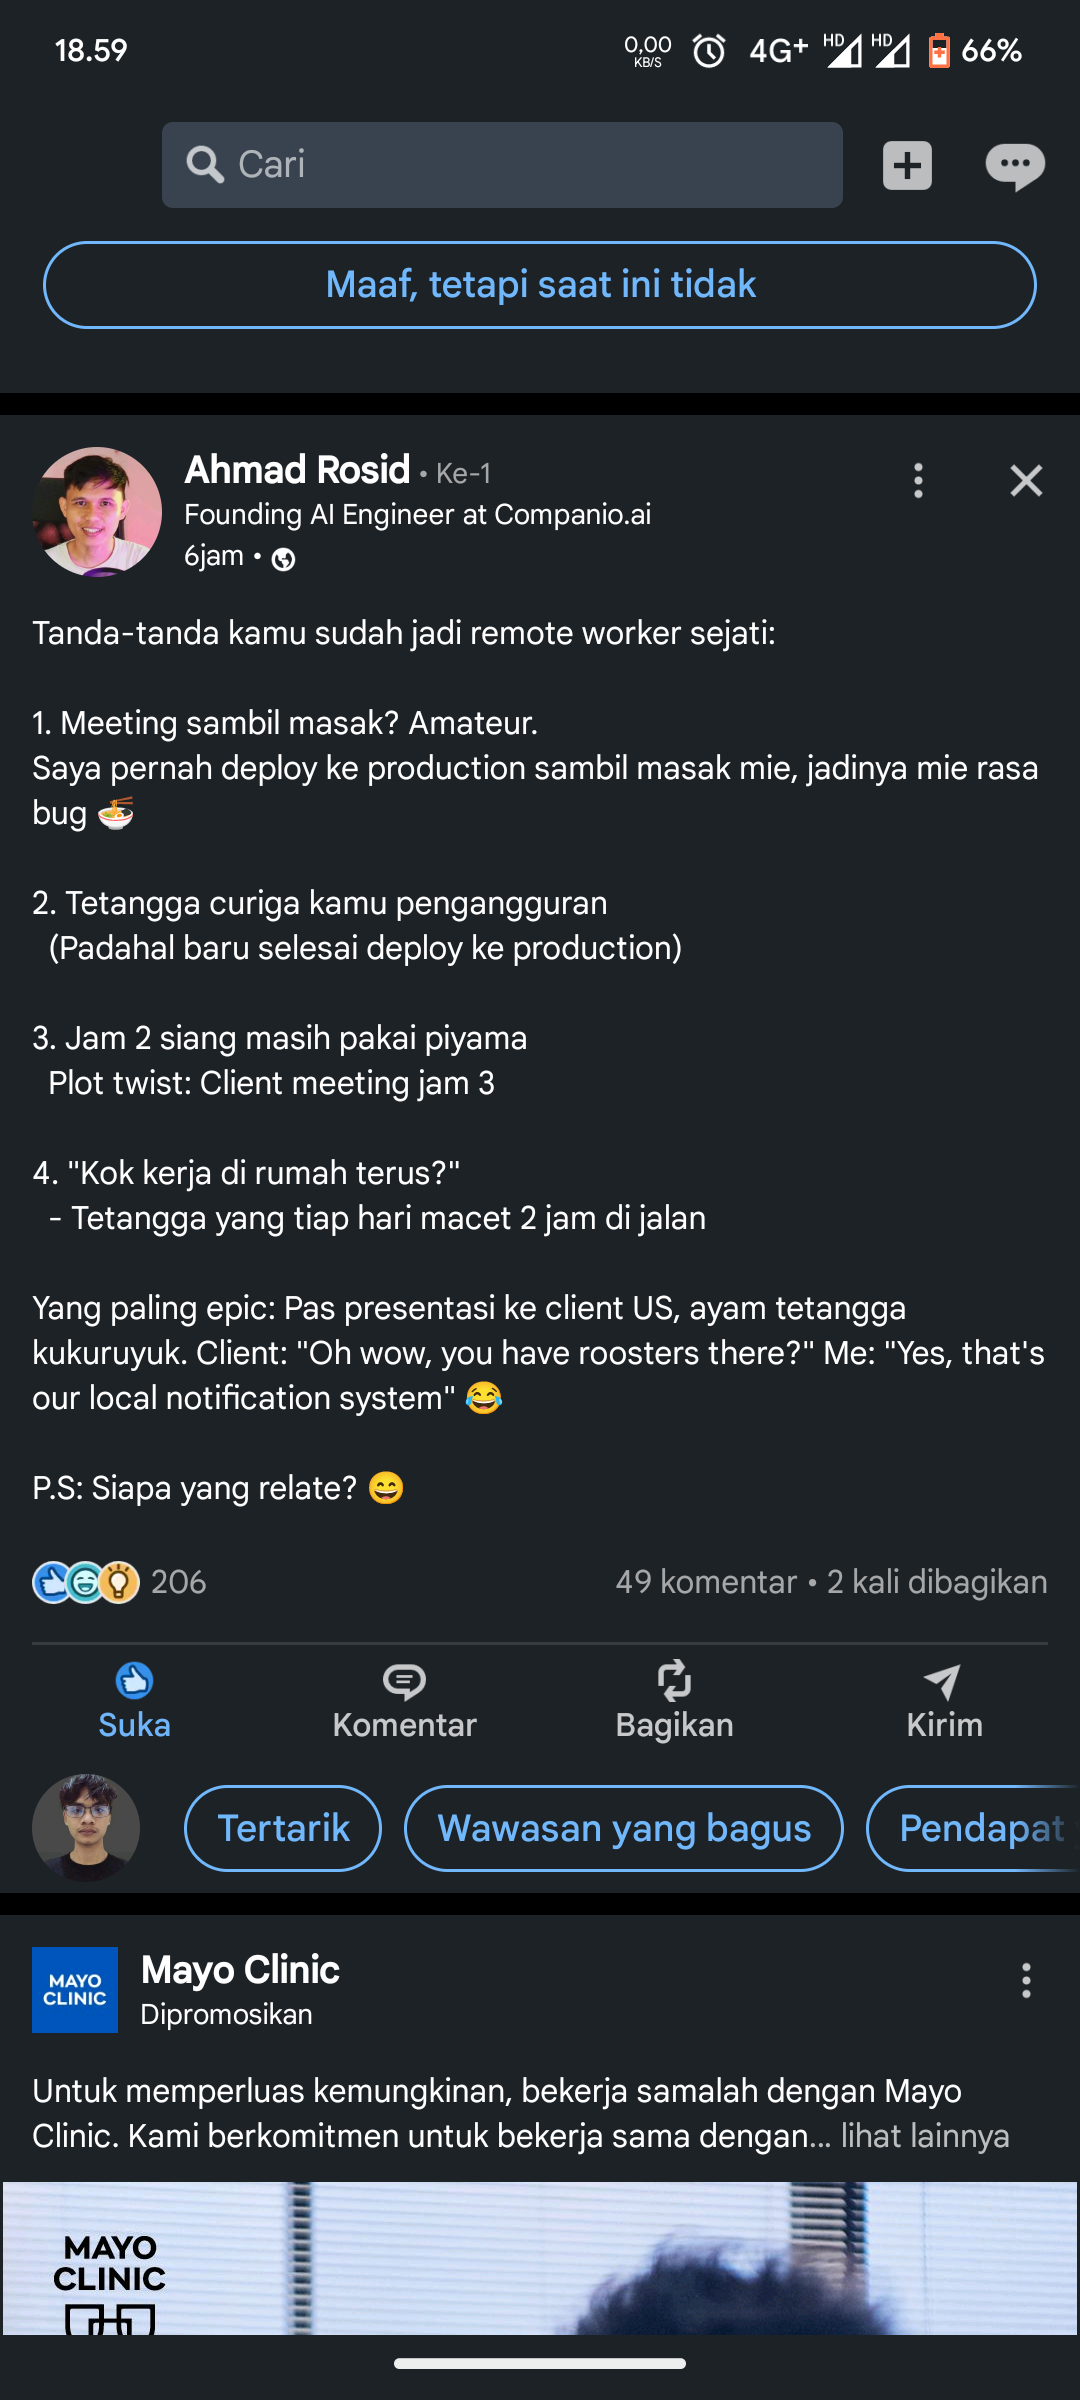 18.59
0,00
KB/S
4G+
HD
HD
66%
Cari
Maaf, tetapi saat ini tidak
Ahmad Rosid • Ke-1
Founding AI Engineer at Companio.ai
6jam •
Tanda-tanda kamu sudah jadi remote worker sejati:
1. Meeting sambil masak? Amateur.
Saya pernah deploy ke production sambil masak mie, jadinya mie rasa
bug 🍜
2. Tetangga curiga kamu pengangguran
(Padahal baru selesai deploy ke production)
3. Jam 2 siang masih pakai piyama
Plot twist: Client meeting jam 3
4. "Kok kerja di rumah terus?"
- Tetangga yang tiap hari macet 2 jam di jalan
Yang paling epic: Pas presentasi ke client US, ayam tetangga
kukuruyuk. Client: "Oh wow, you have roosters there?" Me: "Yes, that's
our local notification system" 😂
P.S: Siapa yang relate? 😄
206
49 komentar • 2 kali dibagikan
Suka
Komentar
Bagikan
Kirim
Tertarik
Wawasan yang bagus
Pendapat
Mayo Clinic
MAYO
CLINIC
Dipromosikan
Untuk memperluas kemungkinan, bekerja samalah dengan Mayo
Clinic. Kami berkomitmen untuk bekerja sama dengan... lihat lainnya
MAYO
CLINIC